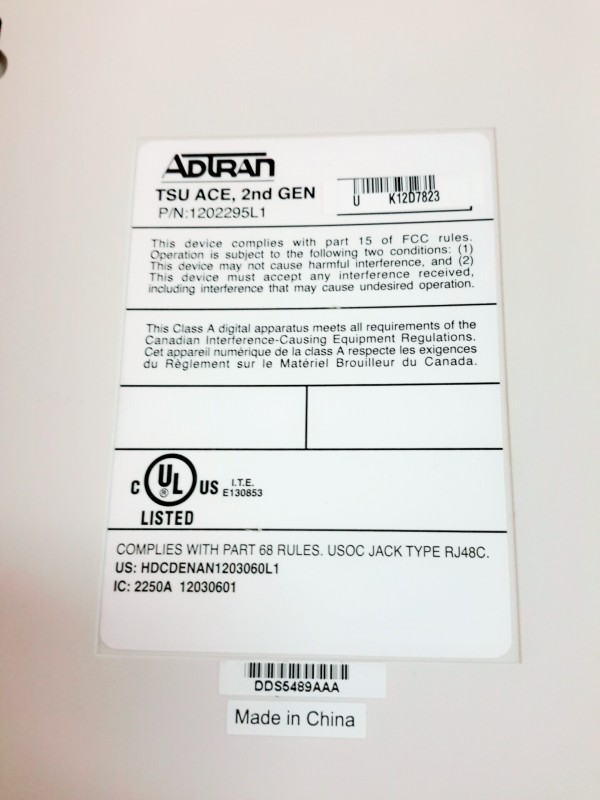 ADTRAN
TSU ACE, 2nd GEN
P/N:1202295L1
U K12D7823
This device complies with part 15 of FCC rules.
Operation is subject to the following two conditions: (1)
This device may not cause harmful interference, and (2)
This device must accept any interference received,
including interference that may cause undesired operation.
This Class A digital apparatus meets all requirements of the
Canadian Interference-Causing Equipment Regulations.
Cet appareil numérique de la class A respecte les exigences
du Règlement sur le Matériel Brouilleur du Canada.
C UL US I.T.E.
E130853
LISTED
COMPLIES WITH PART 68 RULES. USOC JACK TYPE RJ48C.
US: HDCDENAN1203060L1
IC: 2250A 12030601
DDS5489AAA
Made in China